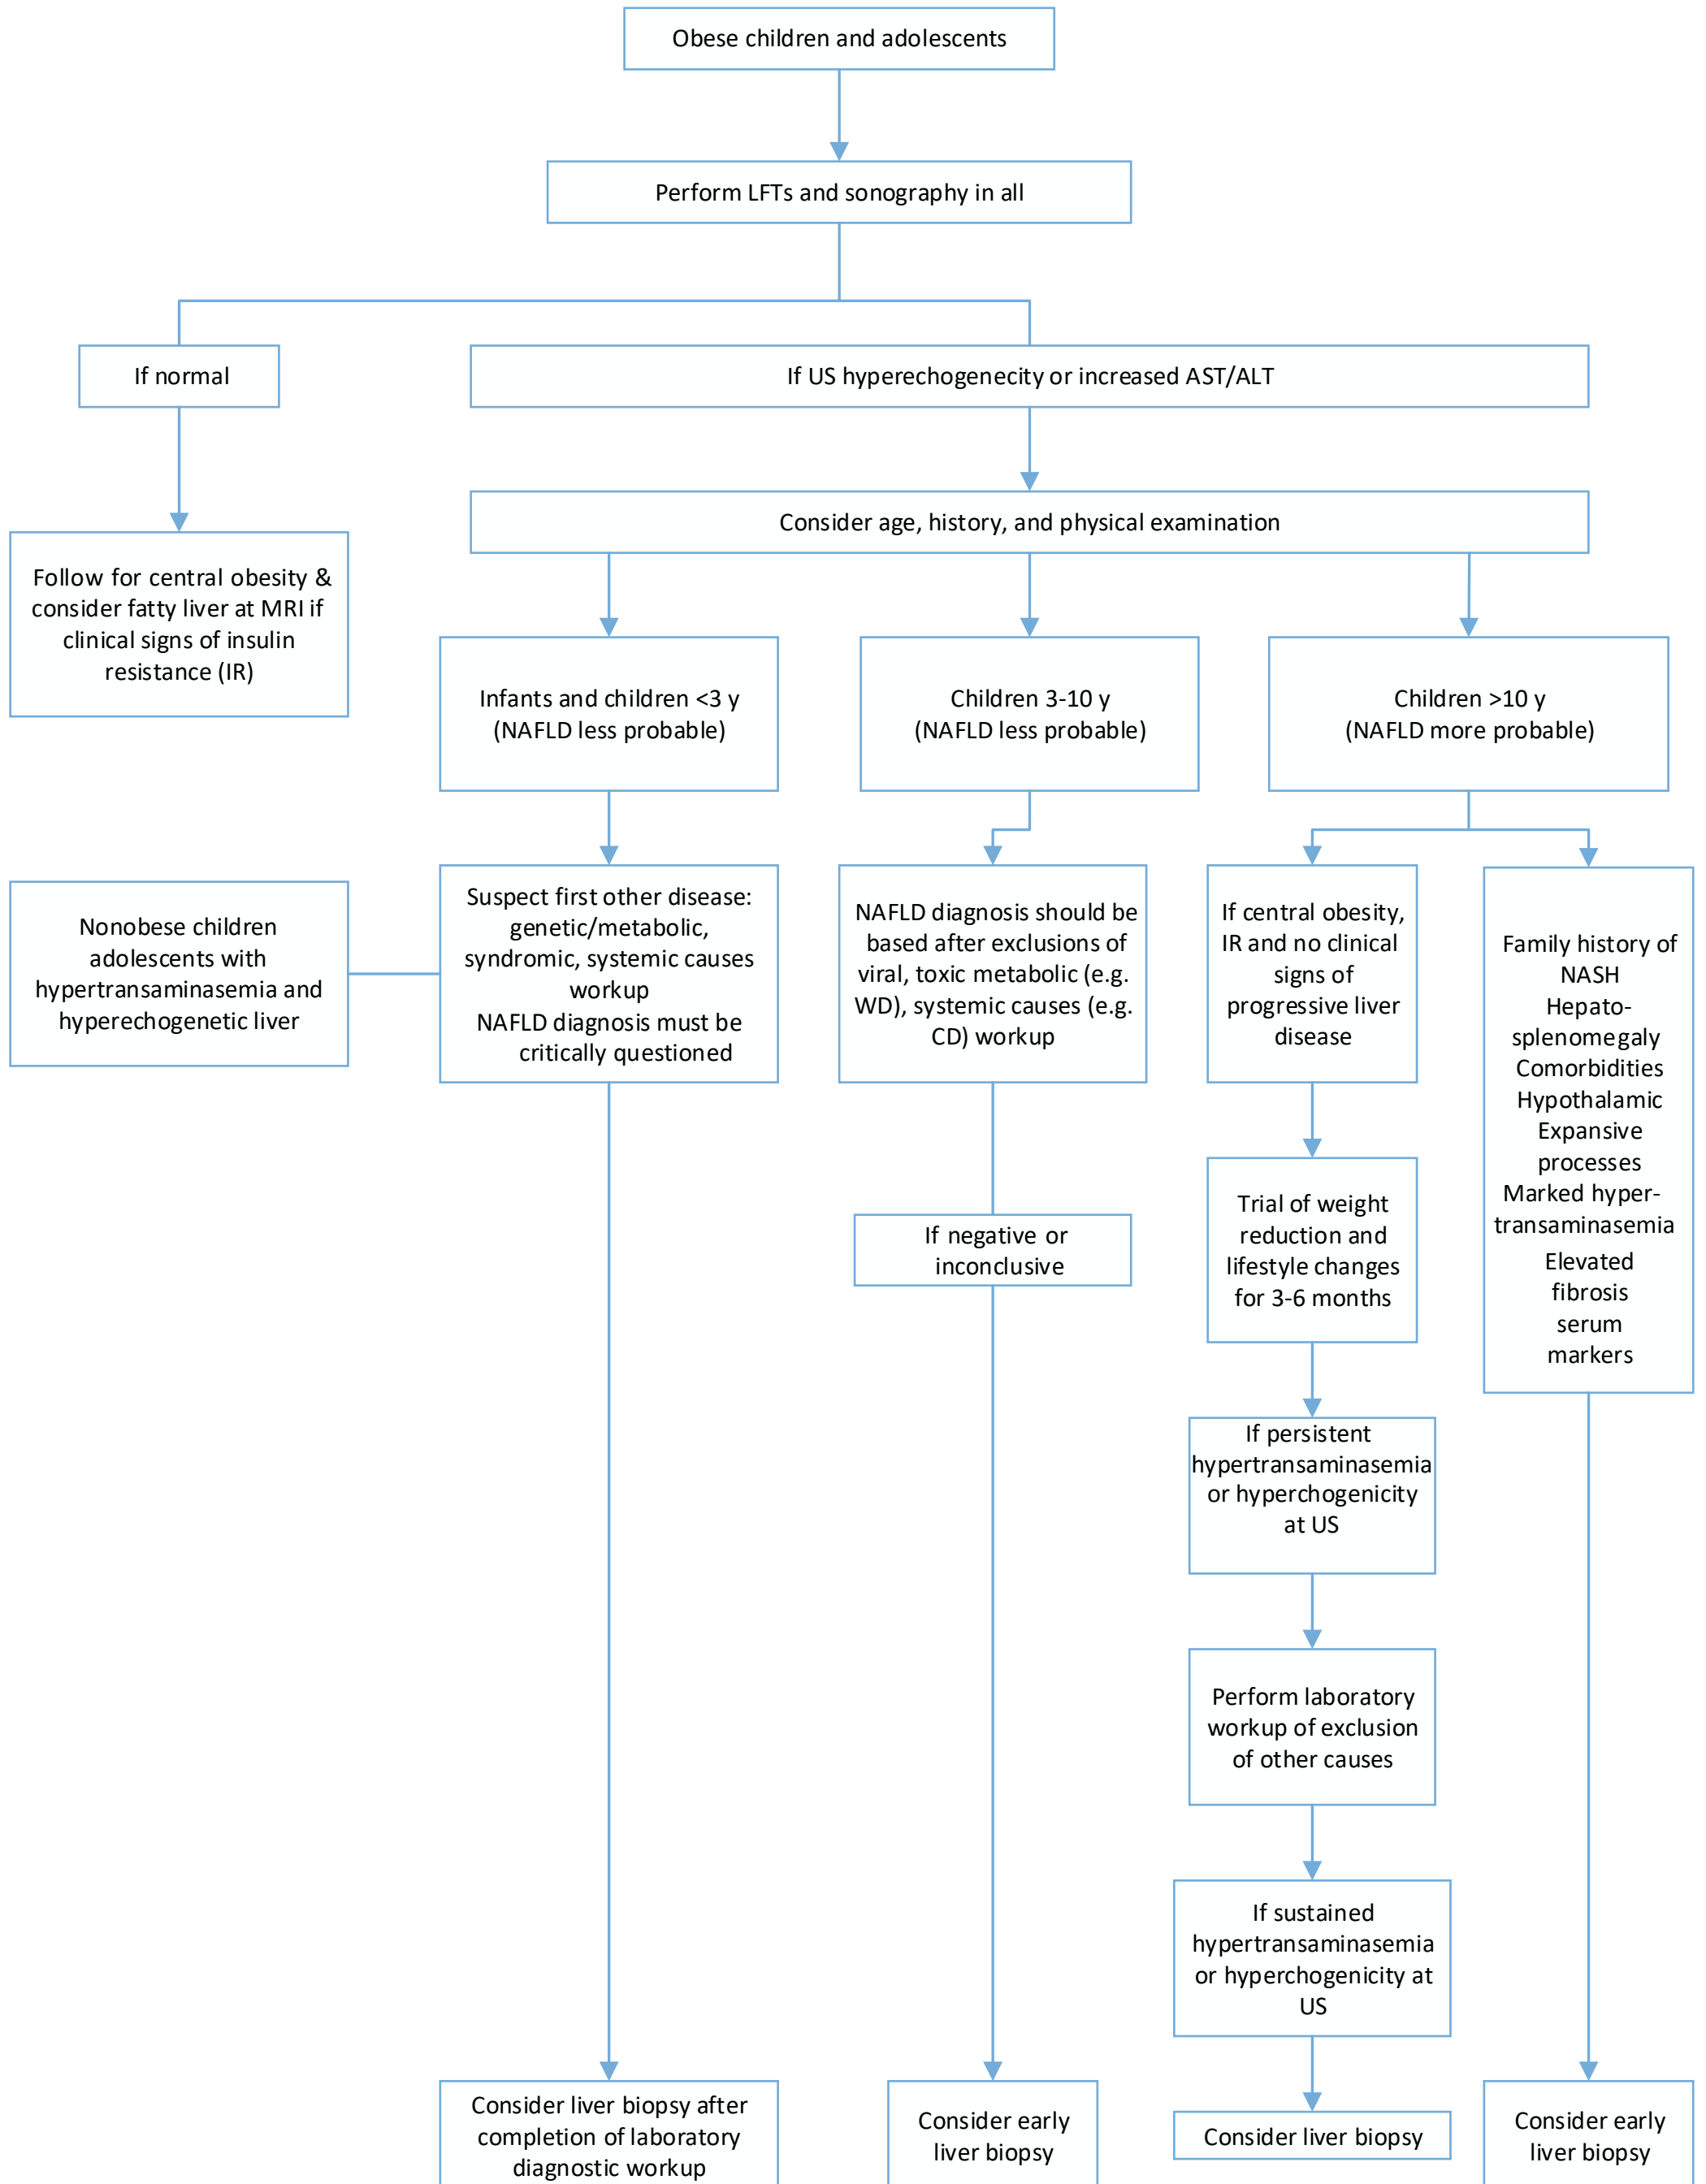 Obese children and adolescents
Perform LFTs and sonography in all
If normal
If US hyperechogenecity or increased AST/ALT
Consider age, history, and physical examination
Follow for central obesity &
consider fatty liver at MRI if
clinical signs of insulin
resistance (IR)
Infants and children <3 y
(NAFLD less probable)
Children 3-10 y
(NAFLD less probable)
Children >10 y
(NAFLD more probable)
Nonobese children
adolescents with
hypertransaminasemia and
hyperechogenetic liver
Suspect first other disease:
genetic/metabolic,
syndromic, systemic causes
workup
NAFLD diagnosis must be
critically questioned
NAFLD diagnosis should be
based after exclusions of
viral, toxic metabolic (e.g.
WD), systemic causes (e.g.
CD) workup
If central obesity,
IR and no clinical
signs of
progressive liver
disease
Family history of
NASH
Hepato-
splenomegaly
Comorbidities
Hypothalamic
Expansive
processes
Marked hyper-
transaminasemia
Elevated
fibrosis
serum
markers
If negative or
inconclusive
Trial of weight
reduction and
lifestyle changes
for 3-6 months
If persistent
hypertransaminasemia
or hyperchogenicity
at US
Perform laboratory
workup of exclusion
of other causes
If sustained
hypertransaminasemia
or hyperchogenicity at
US
Consider liver biopsy after
completion of laboratory
diagnostic workup
Consider early
liver biopsy
Consider liver biopsy
Consider early
liver biopsy